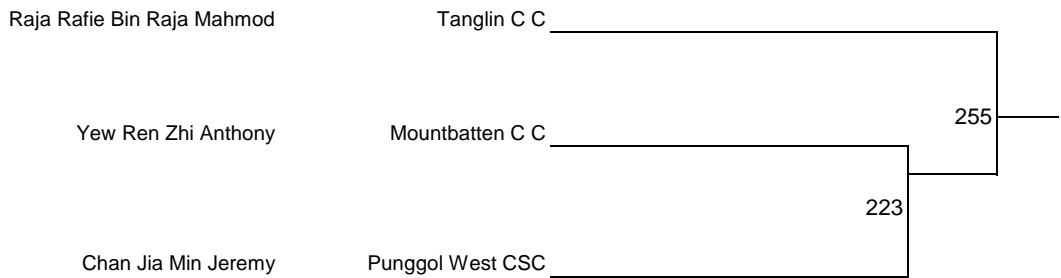 Raja Rafie Bin Raja Mahmod Tanglin C C
255
Yew Ren Zhi Anthony Mountbatten C C
223
Chan Jia Min Jeremy Punggol West CSC